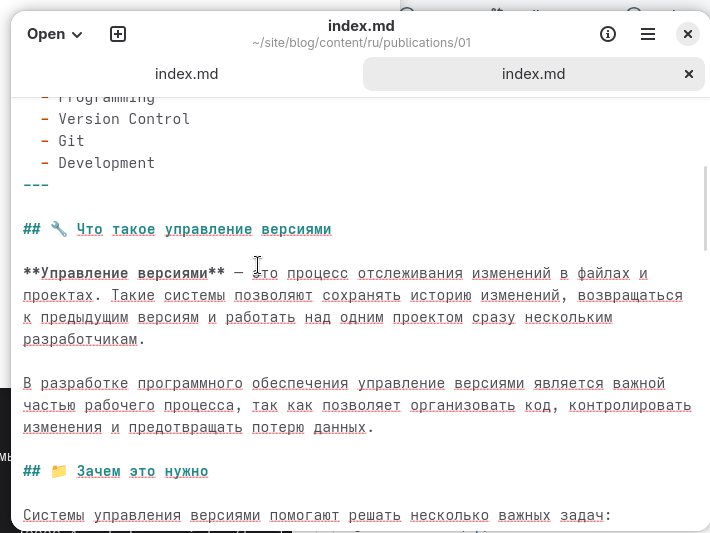 index.md
Open
~/site/blog/content/ru/publications/01
index.md
index.md
- Programming
- Version Control
- Git
- Development
---
## 🔧 Что такое управление версиями
**Управление версиями** — это процесс отслеживания изменений в файлах и
проектах. Такие системы позволяют сохранять историю изменений, возвращаться
к предыдущим версиям и работать над одним проектом сразу нескольким
разработчикам.
В разработке программного обеспечения управление версиями является важной
частью рабочего процесса, так как позволяет организовать код, контролировать
изменения и предотвращать потерю данных.
## 📁 Зачем это нужно
Системы управления версиями помогают решать несколько важных задач: